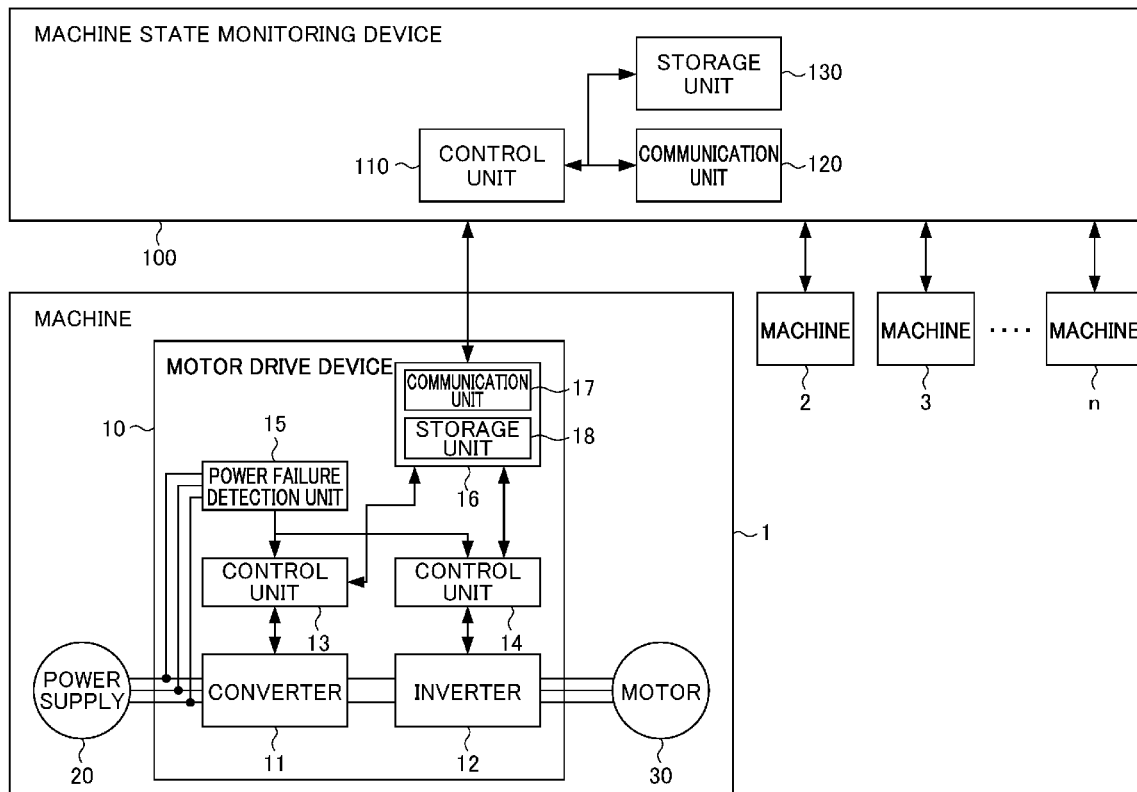 MACHINE STATE MONITORING DEVICE
STORAGE
UNIT
130
110
CONTROL
UNIT
COMMUNICATION
UNIT
120
100
MACHINE
MACHINE
MACHINE
····
MACHINE
2
3
n
MOTOR DRIVE DEVICE
COMMUNICATION
UNIT
17
STORAGE
UNIT
18
10
15
POWER FAILURE
DETECTION UNIT
16
1
CONTROL
UNIT
CONTROL
UNIT
13
14
POWER
SUPPLY
CONVERTER
INVERTER
MOTOR
20
11
12
30